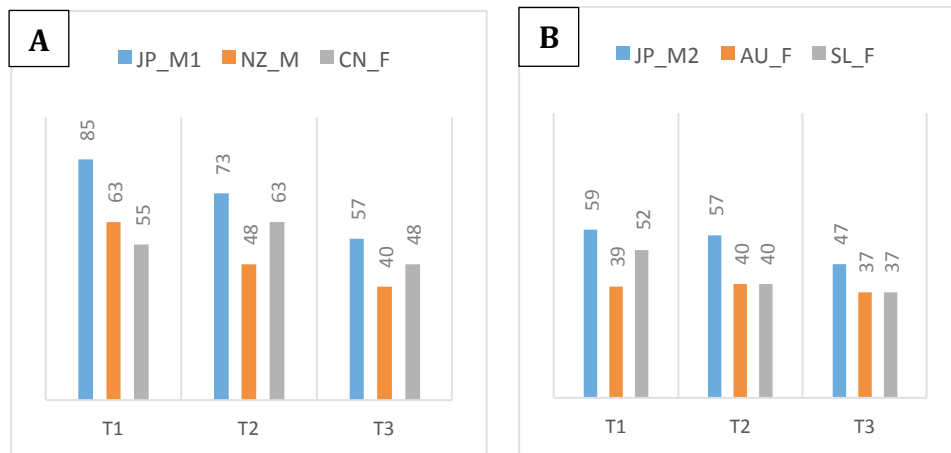 A
JP_M1 NZ_M CN_F
85 63 55 73 48 63 57 40 48
T1 T2 T3
B
JP_M2 AU_F SL_F
59 39 52 57 40 40 47 37 37
T1 T2 T3